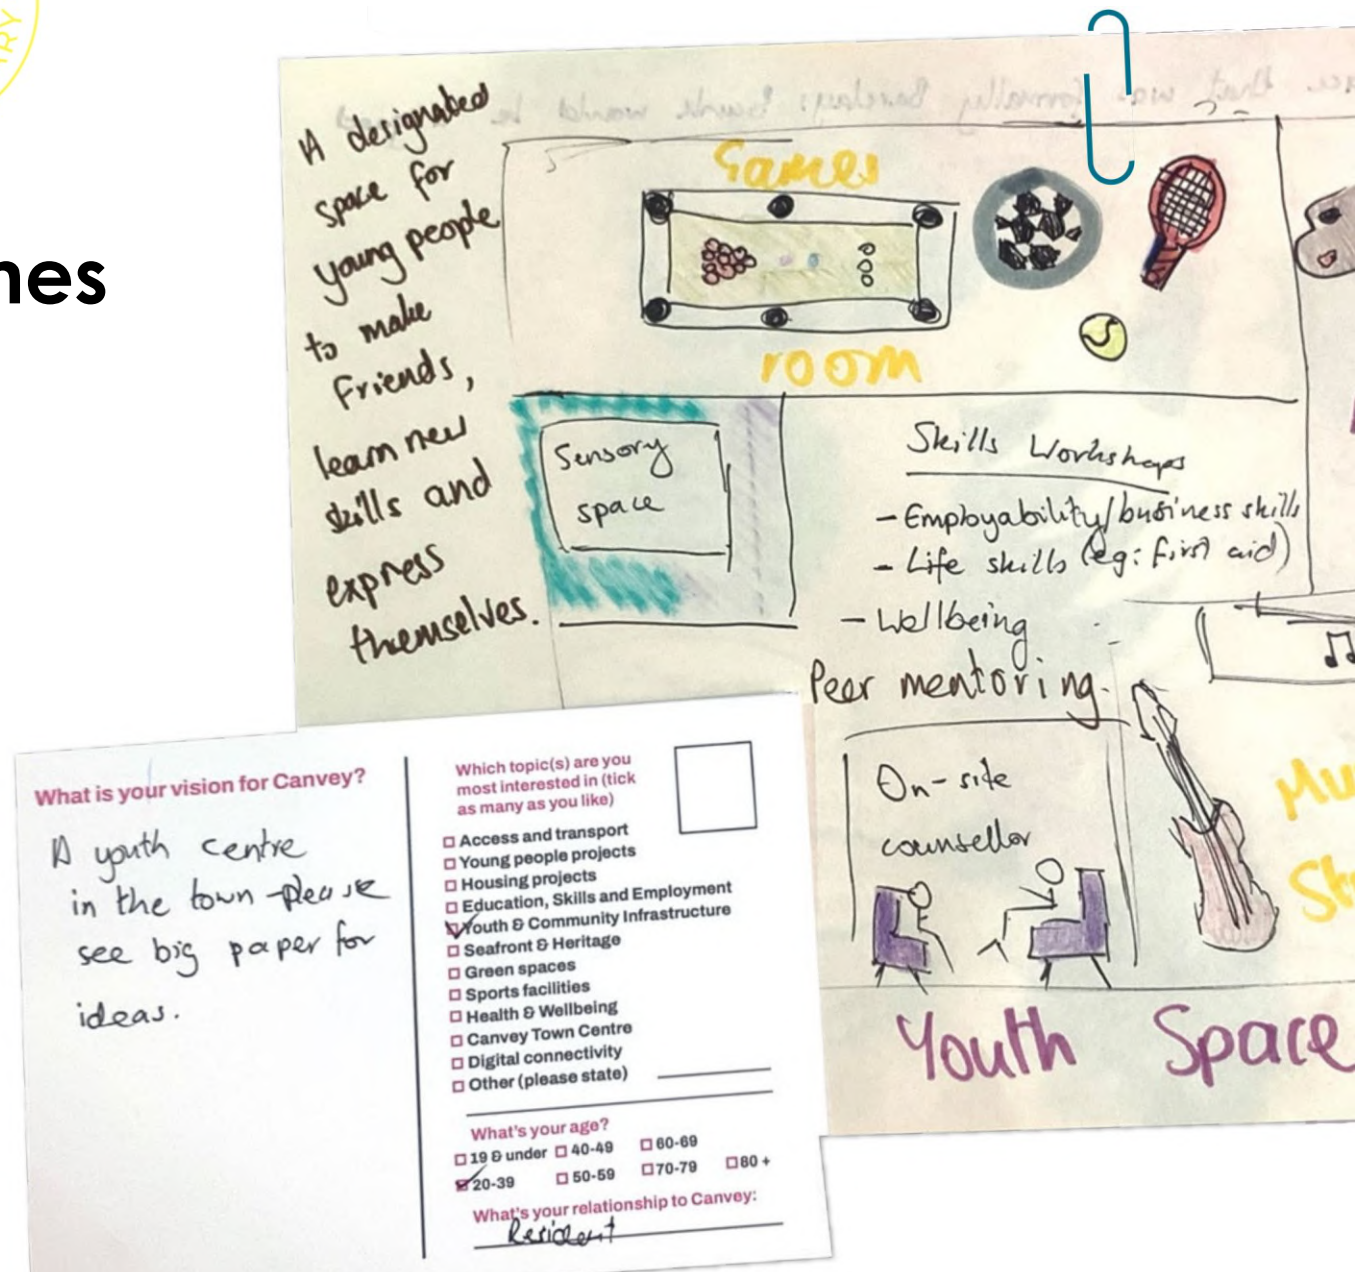 nes
A designated
space for
young people
to make
Friends,
learn new
skills and
express
themselves.
Games
room
Sensory
space
Skills Workshops
- Employability/business skills
- Life skills (eg: first aid)
- Wellbeing
Peer mentoring.
On-site
counsellor
Mu
St
Youth Space
What is your vision for Canvey?
A youth centre
in the town - please
see big paper for
ideas.
Which topic(s) are you
most interested in (tick
as many as you like)
Access and transport
Young people projects
Housing projects
Education, Skills and Employment
Youth & Community Infrastructure
Seafront & Heritage
Green spaces
Sports facilities
Health & Wellbeing
Canvey Town Centre
Digital connectivity
Other (please state)
What's your age?
19 & under 40-49 60-69
20-39 50-59 70-79 80 +
What's your relationship to Canvey:
Resident